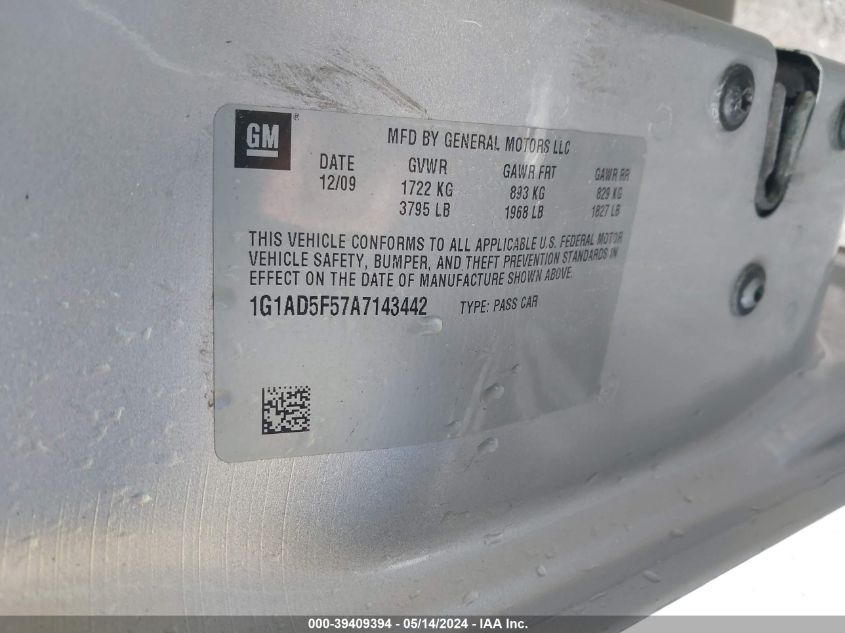 GM ®
MFD BY GENERAL MOTORS LLC
DATE GVWR GAWR FRT GAWR RR
12/09 1722 KG 893 KG 829 KG
3795 LB 1968 LB 1827 LB
THIS VEHICLE CONFORMS TO ALL APPLICABLE U.S. FEDERAL MOTOR
VEHICLE SAFETY, BUMPER, AND THEFT PREVENTION STANDARDS IN
EFFECT ON THE DATE OF MANUFACTURE SHOWN ABOVE.
1G1AD5F57A7143442 TYPE: PASS CAR
000-39409394 - 05/14/2024 - IAA Inc.